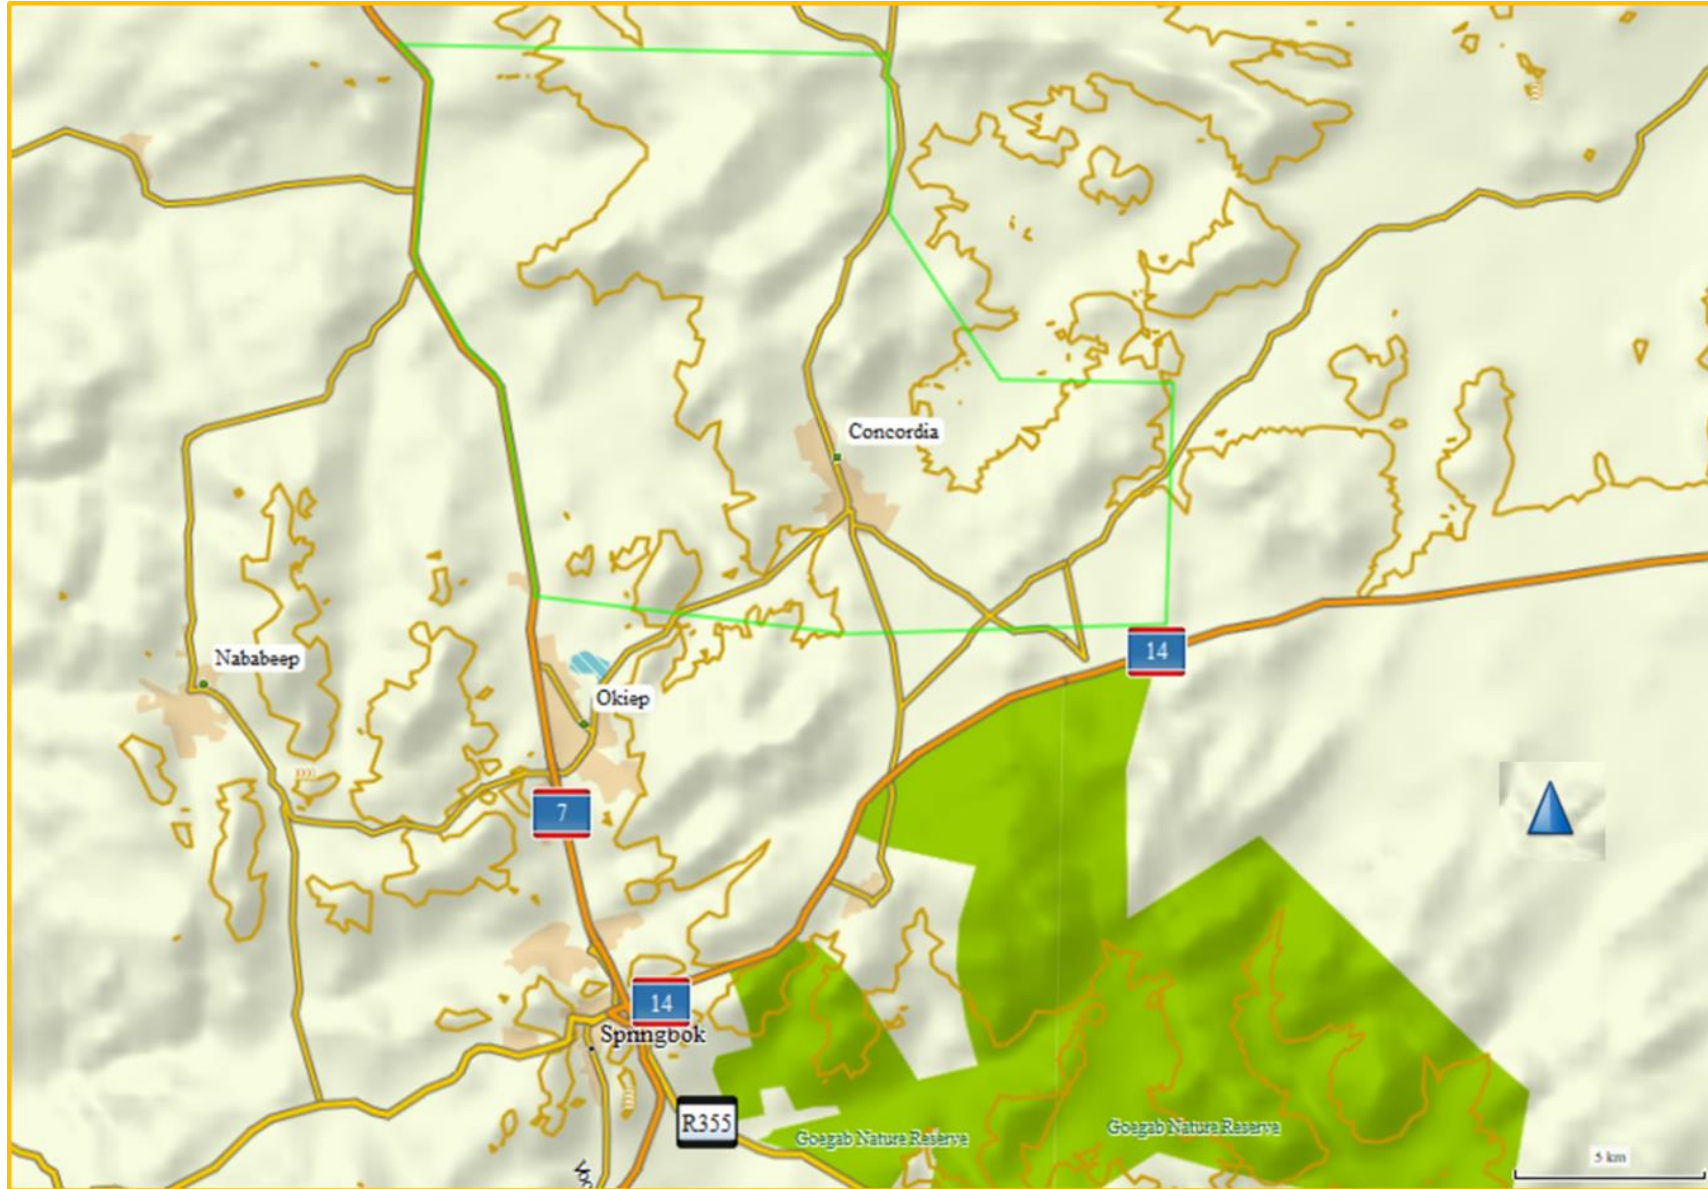 Concordia
Nababeep
14
Okiep
7
14
Springbok
R355
Goegab Nature Reserve
Goegab Nature Reserve
5 km